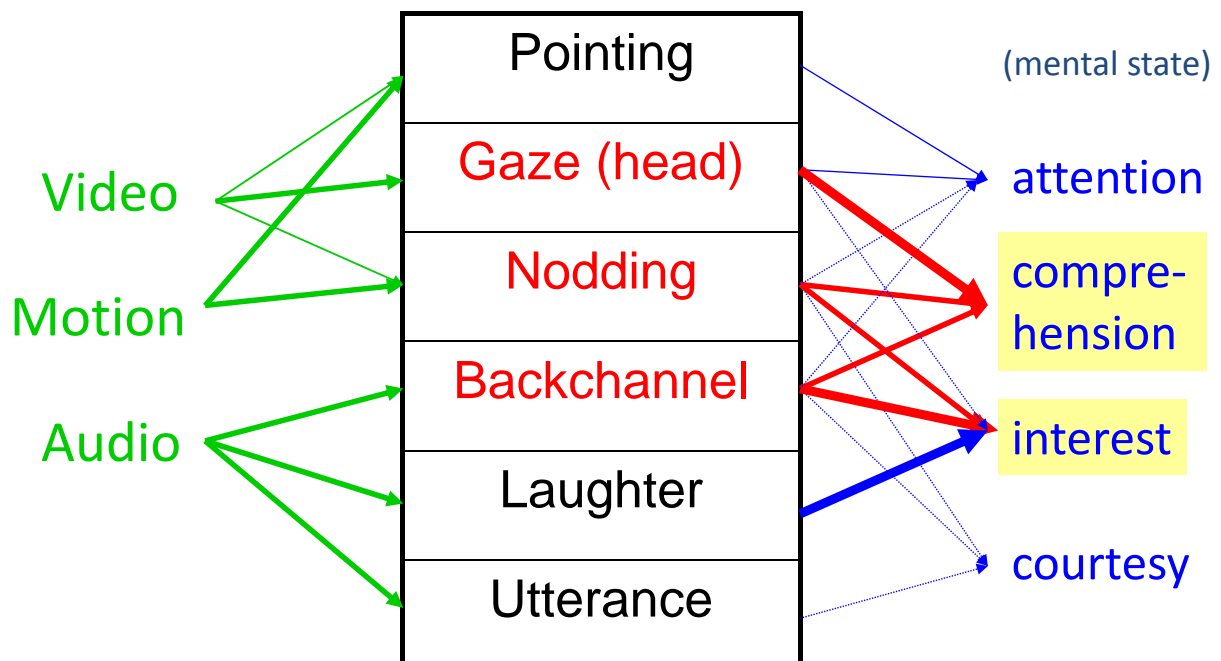 Video
Motion
Audio
Pointing
Gaze (head)
Nodding
Backchannel
Laughter
Utterance
(mental state)
attention
compre-
hension
interest
courtesy